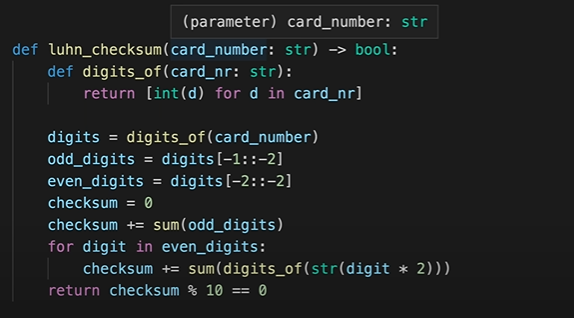 (parameter) card_number: str
def luhn_checksum(card_number: str) -> bool:
    def digits_of(card_nr: str):
        return [int(d) for d in card_nr]
    digits = digits_of(card_number)
    odd_digits = digits[-1::-2]
    even_digits = digits[-2::-2]
    checksum = 0
    checksum += sum(odd_digits)
    for digit in even_digits:
        checksum += sum(digits_of(str(digit * 2)))
    return checksum % 10 == 0